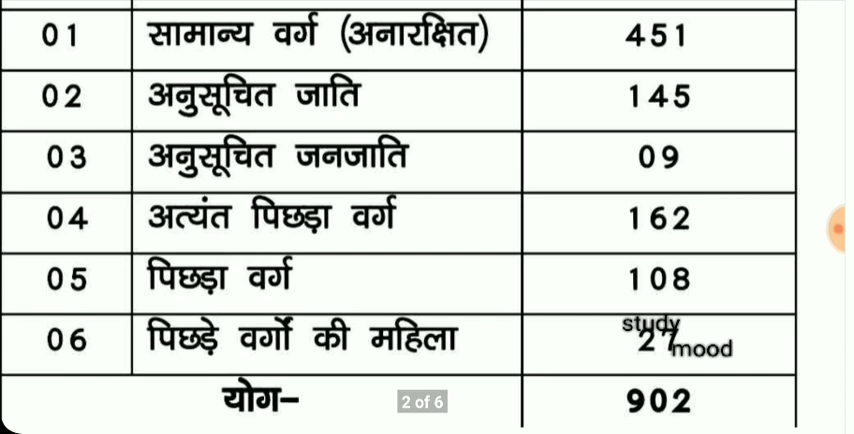 01 सामान्य वर्ग (अनारक्षित) 451
02 अनुसूचित जाति 145
03 अनुसूचित जनजाति 09
04 अत्यंत पिछड़ा वर्ग 162
05 पिछड़ा वर्ग 108
06 पिछड़े वर्गों की महिला 27
study
mood
योग- 902
2 of 6